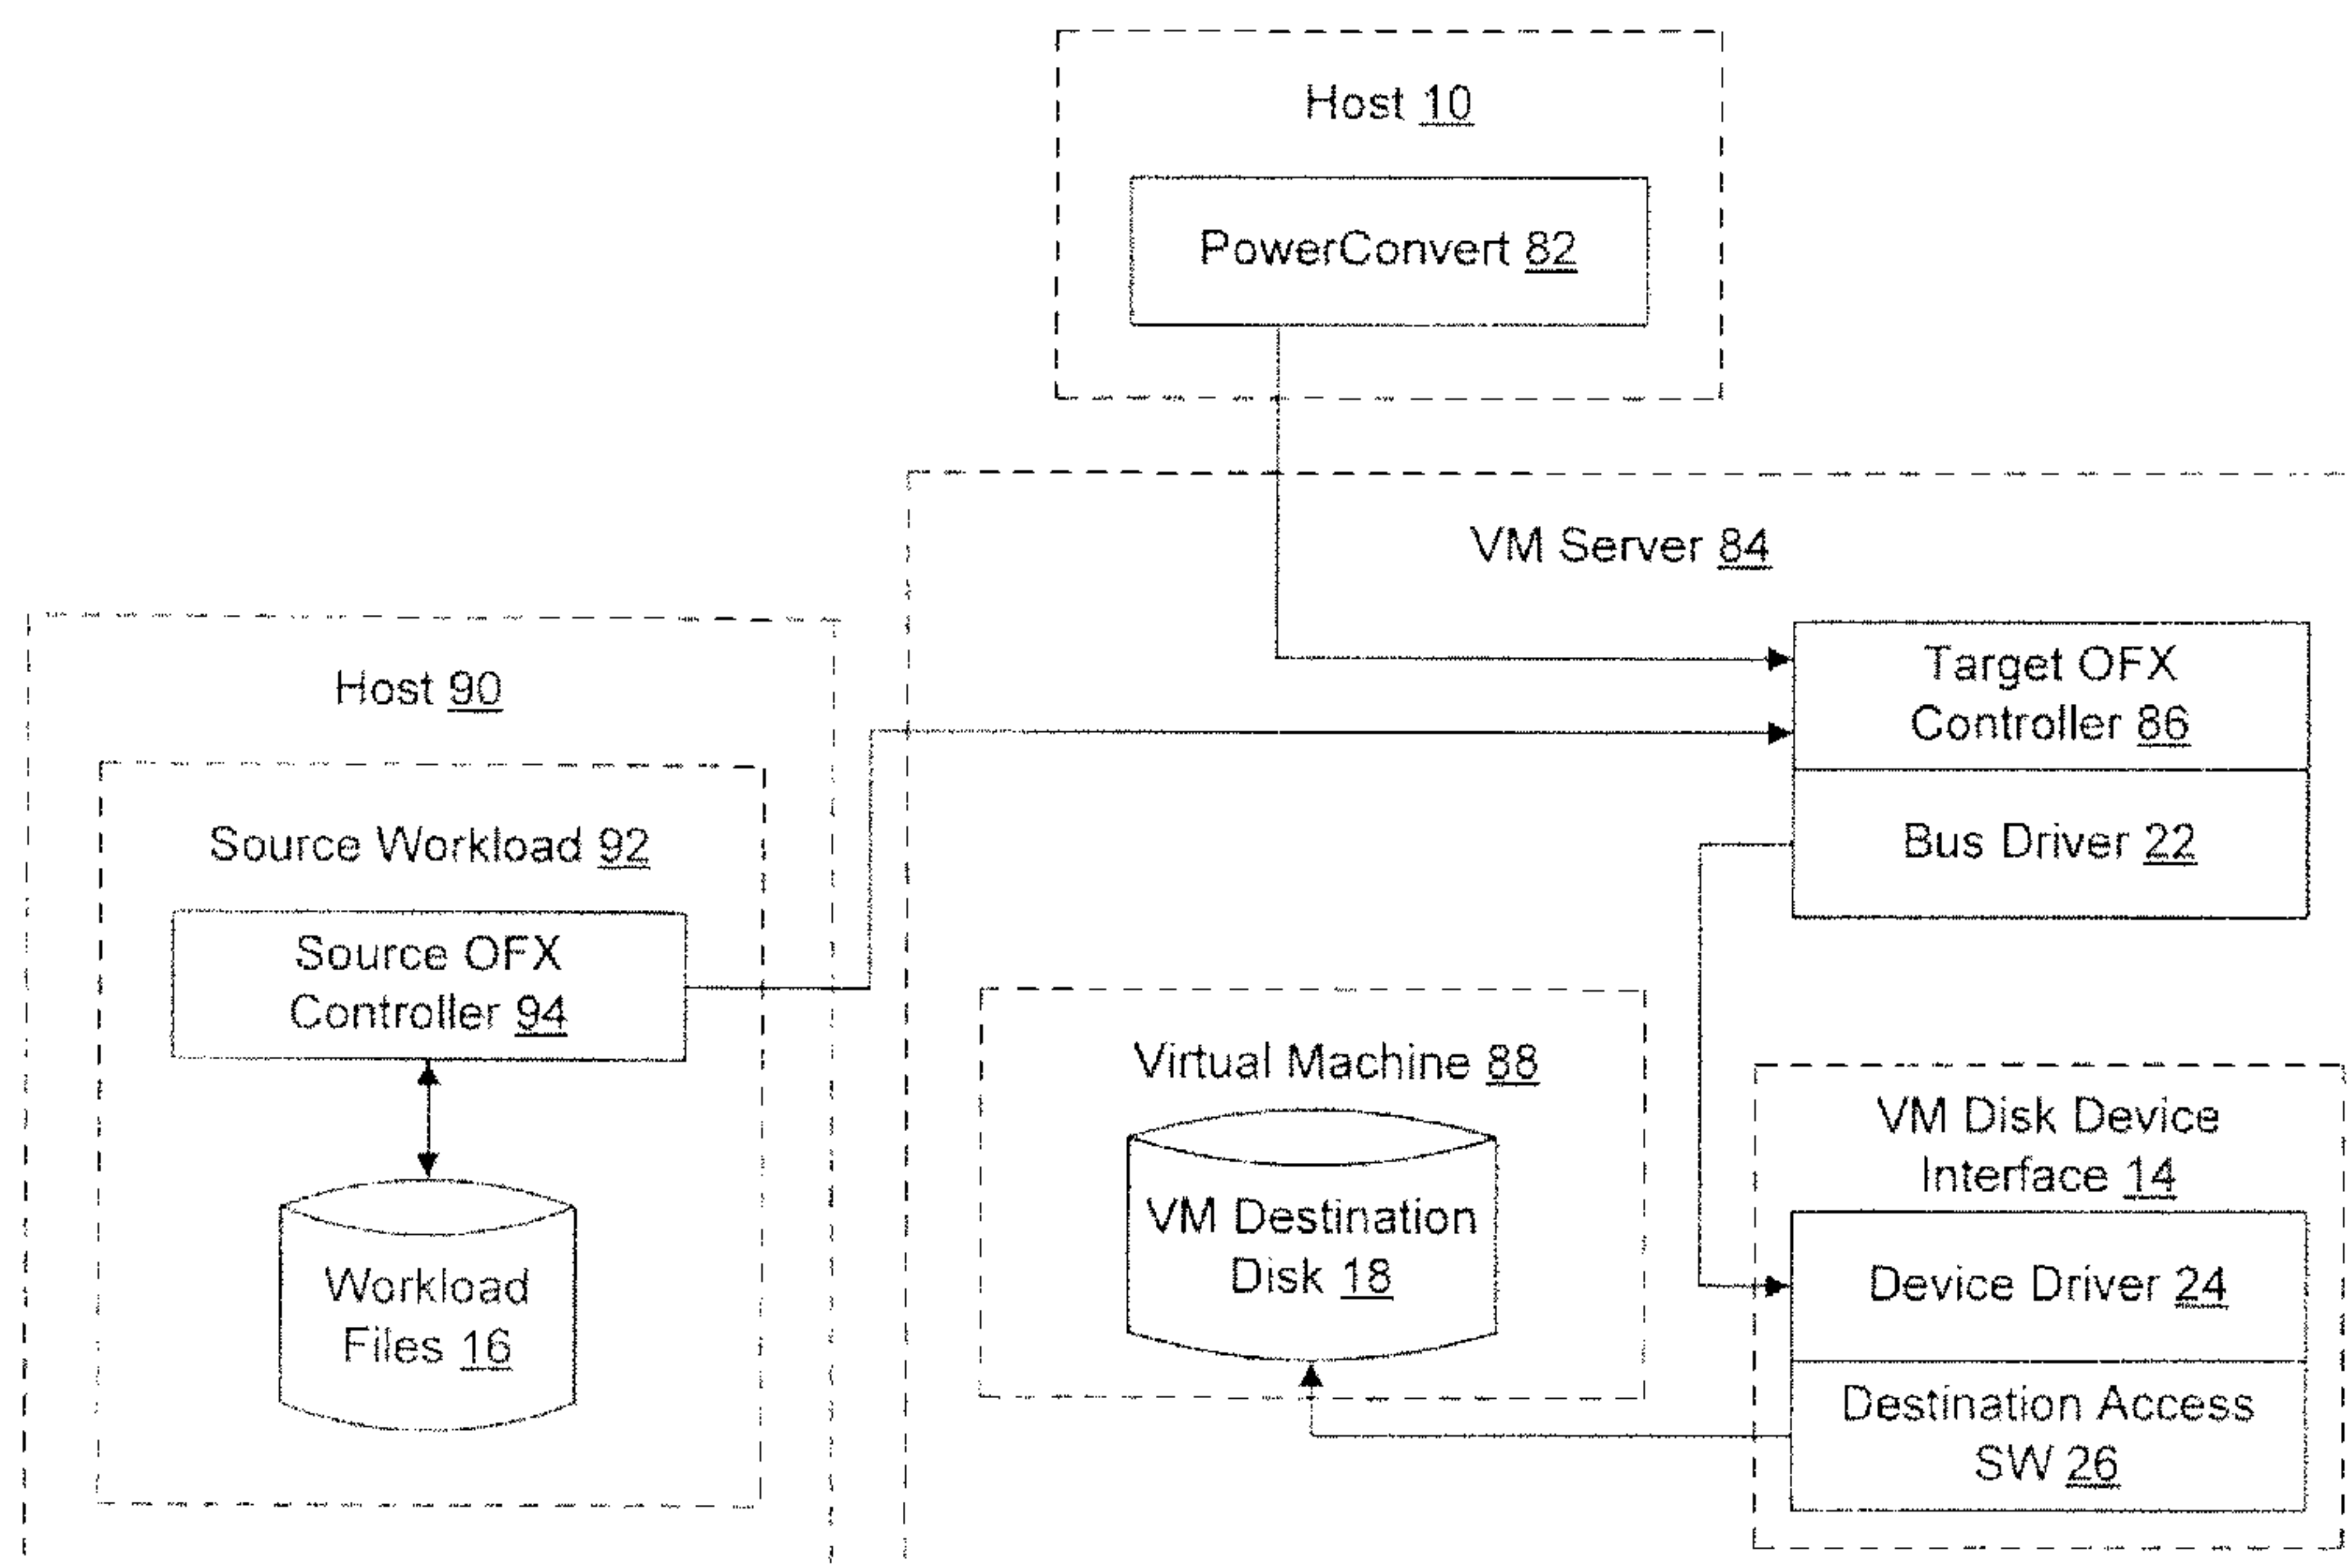 Host 10
PowerConvert 82
VM Server 84
Target OFX
Controller 86
Bus Driver 22
Host 90
Source Workload 92
Source OFX
Controller 94
Workload
Files 16
Virtual Machine 88
VM Destination
Disk 18
VM Disk Device
Interface 14
Device Driver 24
Destination Access
SW 26